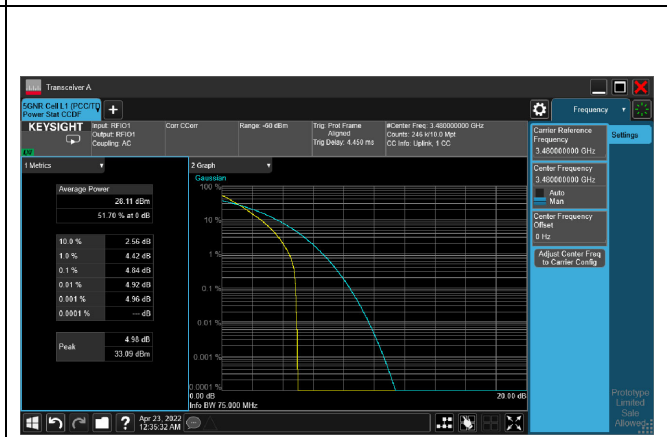 Transceiver A
5GNR Cell L1 (PCC/TD
Power Stat CCDF
+
Frequency
KEYSIGHT
Input: RFIO1
Output: RFIO1
Coupling: AC
Corr CCorr
Range: -60 dBm
Trig: Prot Frame
Aligned
Trig Delay: 4.450 ms
#Center Freq: 3.480000000 GHz
Counts: 246 k/10.0 Mpt
CC Info: Uplink, 1 CC
Carrier Reference
Frequency
3.480000000 GHz
Settings
Center Frequency
3.480000000 GHz
Auto
Man
Center Frequency
Offset
0 Hz
Adjust Center Freq
to Carrier Config
1 Metrics
Average Power
28.11 dBm
51.70 % at 0 dB
10.0 % 2.56 dB
1.0 % 4.42 dB
0.1 % 4.84 dB
0.01 % 4.92 dB
0.001 % 4.96 dB
0.0001 % --- dB
Peak
4.98 dB
33.09 dBm
2 Graph
Gaussian
100 %
10 %
1 %
0.1 %
0.01 %
0.001 %
0.0001 %
0.00 dB 20.00 dB
Info BW 75.000 MHz
Prototype
Limited
Sale
Allowed
?
Apr 23, 2022
12:35:32 AM